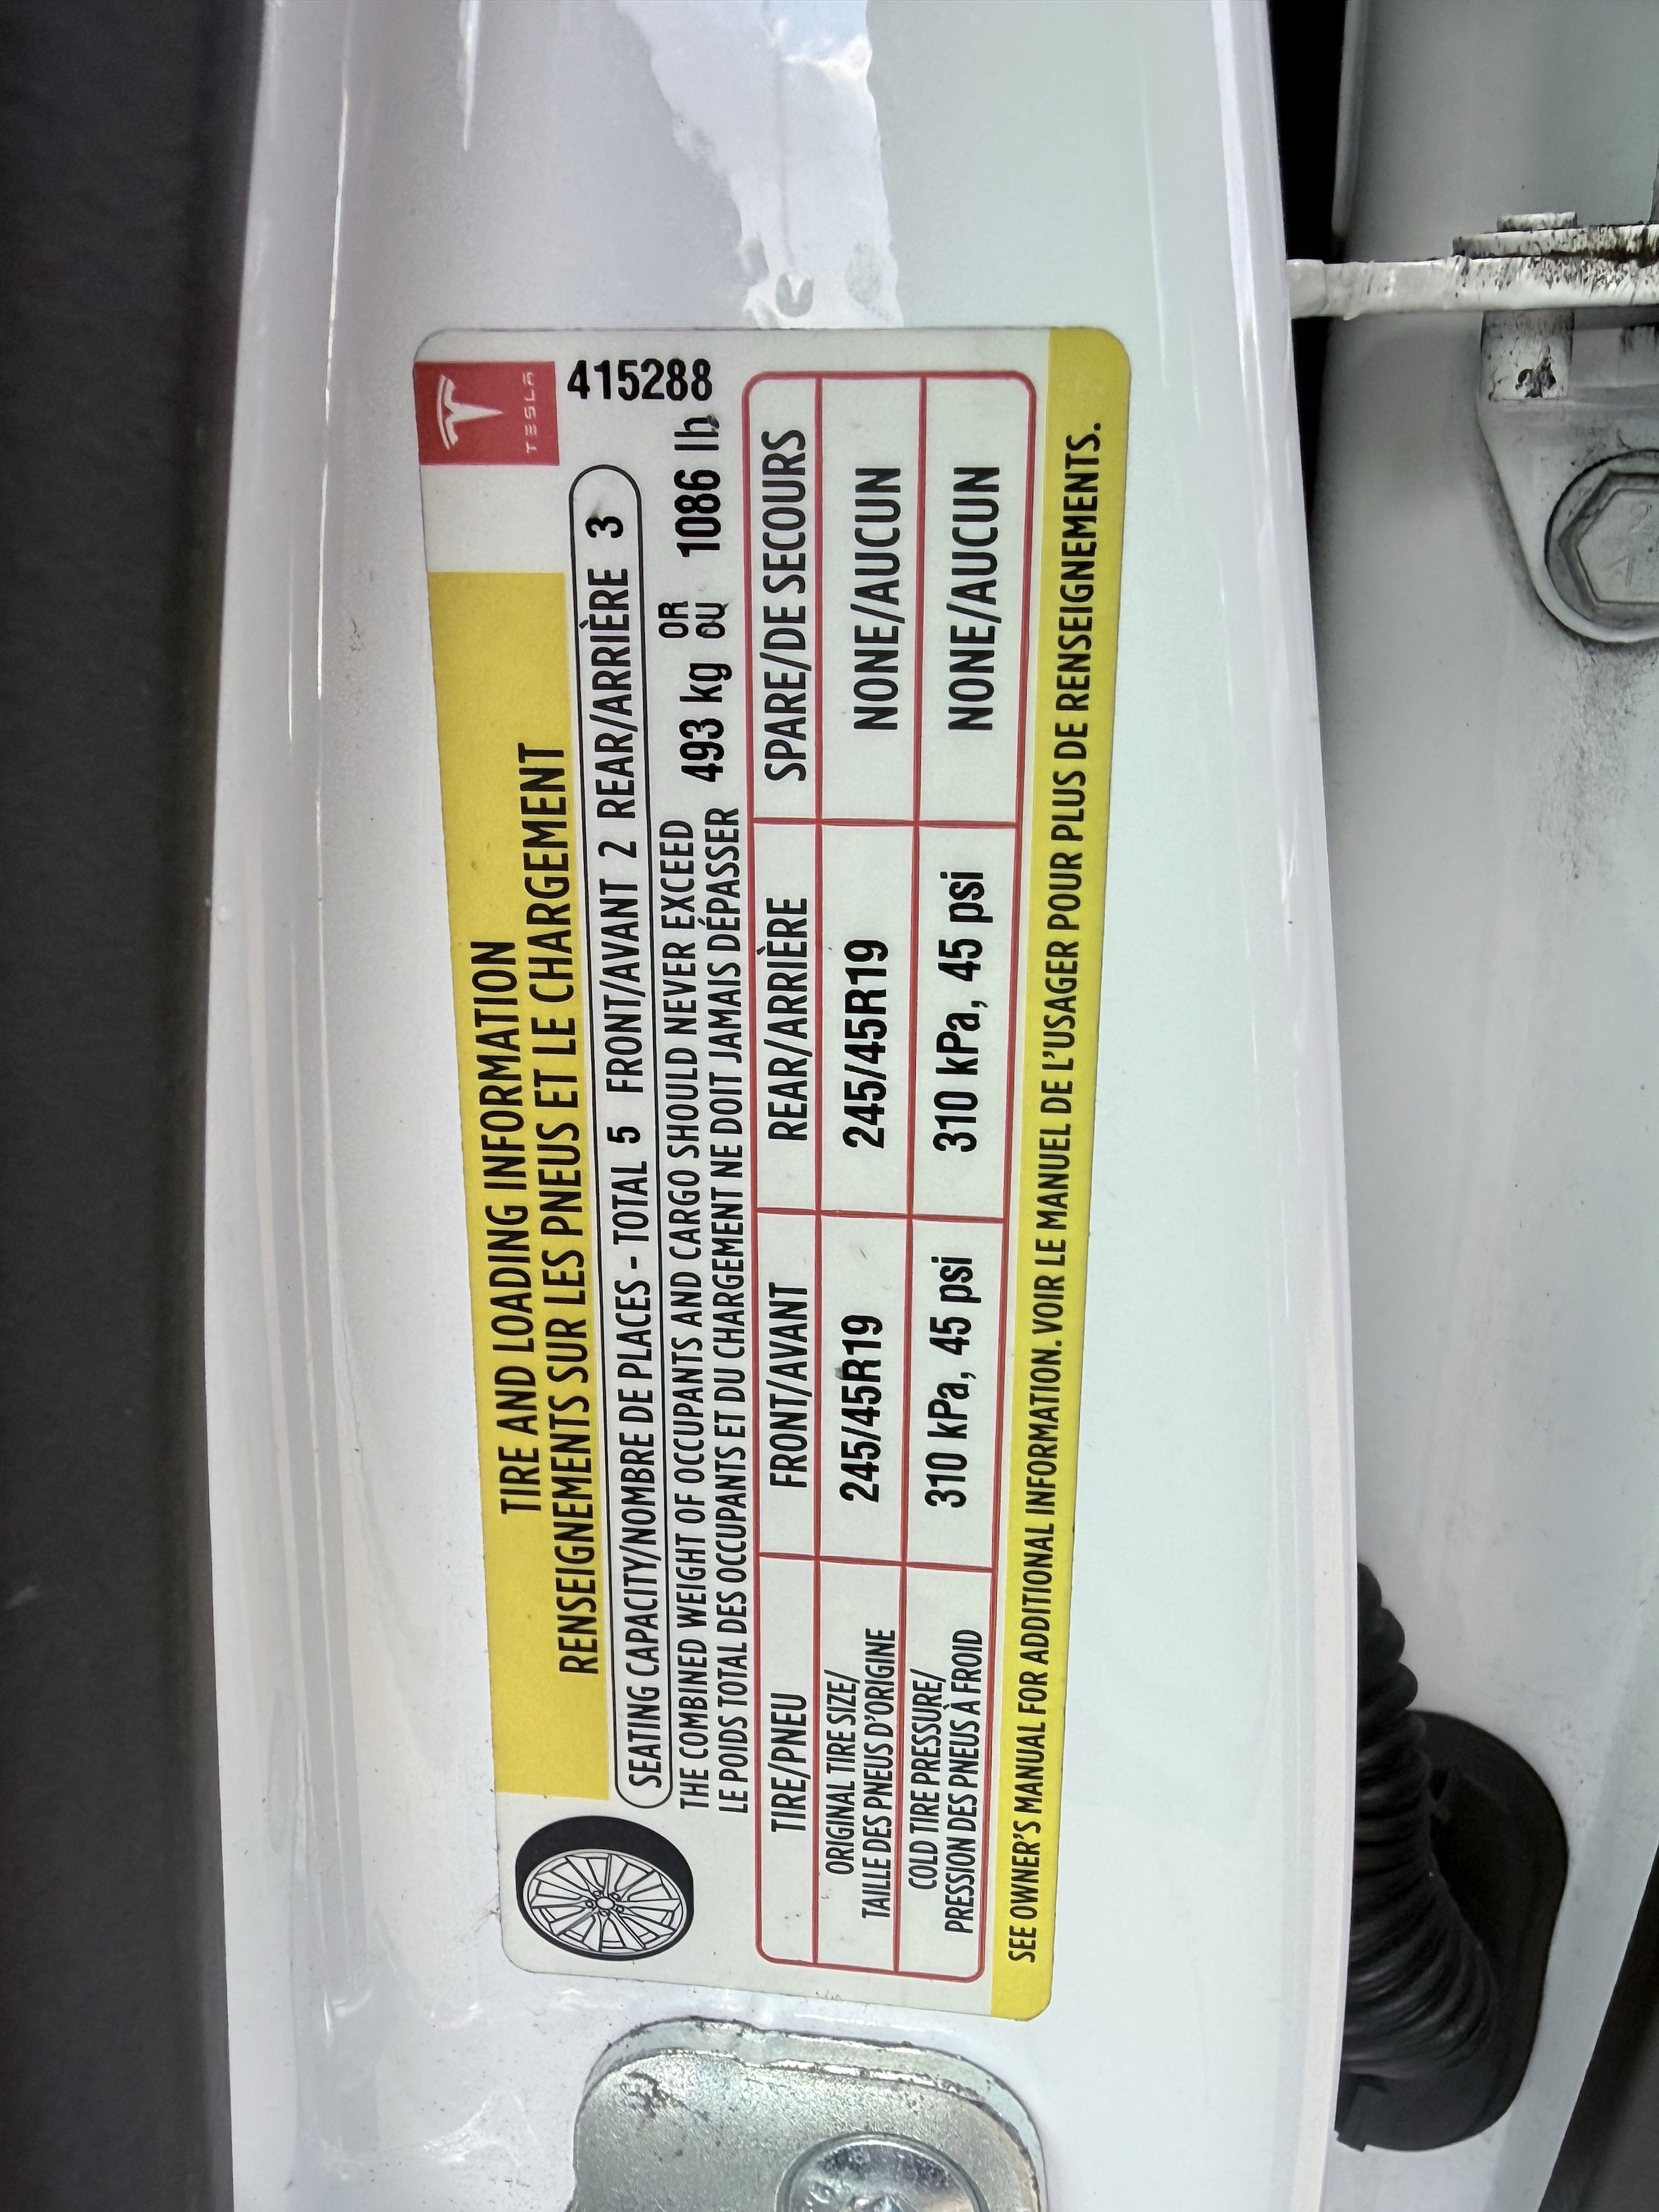 TESLA
TIRE AND LOADING INFORMATION
RENSEIGNEMENTS SUR LES PNEUS ET LE CHARGEMENT
415288
SEATING CAPACITY/NOMBRE DE PLACES - TOTAL 5 FRONT/AVANT 2 REAR/ARRIÈRE 3
THE COMBINED WEIGHT OF OCCUPANTS AND CARGO SHOULD NEVER EXCEED
LE POIDS TOTAL DES OCCUPANTS ET DU CHARGEMENT NE DOIT JAMAIS DÉPASSER
493 kg OR OU 1086 lb
TIRE/PNEU FRONT/AVANT REAR/ARRIÈRE SPARE/DE SECOURS
ORIGINAL TIRE SIZE/
TAILLE DES PNEUS D'ORIGINE 245/45R19 245/45R19 NONE/AUCUN
COLD TIRE PRESSURE/
PRESSION DES PNEUS À FROID 310 kPa, 45 psi 310 kPa, 45 psi NONE/AUCUN
SEE OWNER'S MANUAL FOR ADDITIONAL INFORMATION. VOIR LE MANUEL DE L'USAGER POUR PLUS DE RENSEIGNEMENTS.